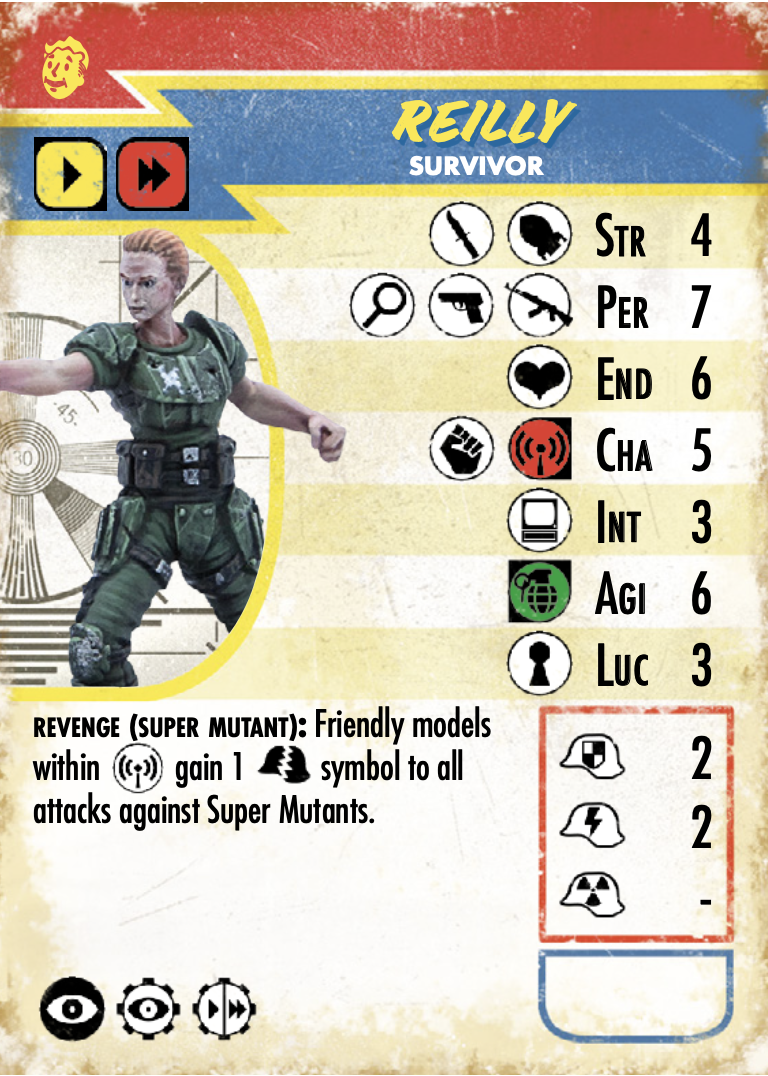 REILLY
SURVIVOR
STR 4
PER 7
END 6
CHA 5
INT 3
AGI 6
LUC 3
.45.
30
REVENGE (SUPER MUTANT): Friendly models
within gain 1 symbol to all
attacks against Super Mutants.
2
2
-